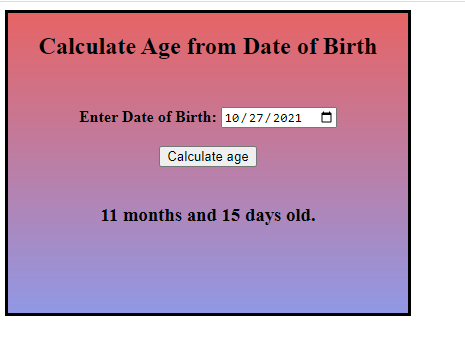 Calculate Age from Date of Birth
Enter Date of Birth: 10/27/2021
Calculate age
11 months and 15 days old.